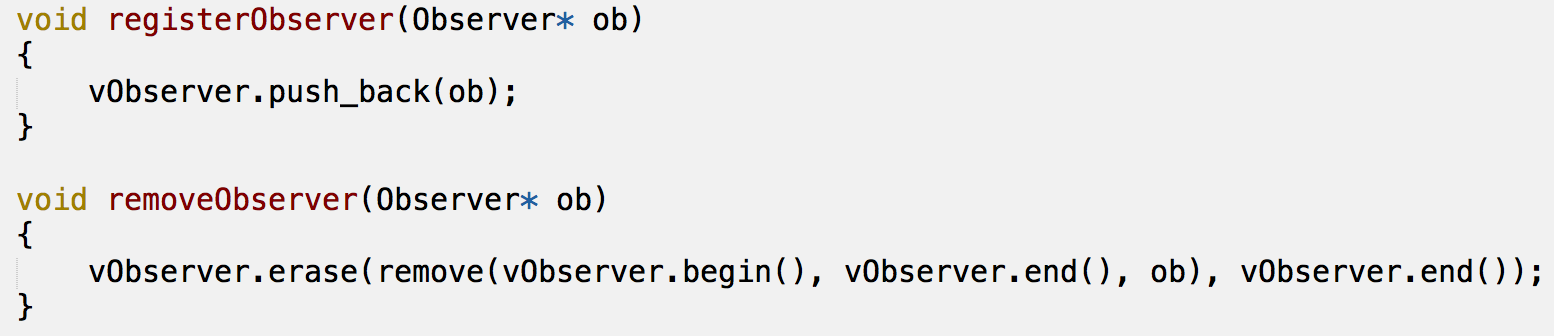 void registerObserver(Observer* ob)
{
    vObserver.push_back(ob);
}

void removeObserver(Observer* ob)
{
    vObserver.erase(remove(vObserver.begin(), vObserver.end(), ob), vObserver.end());
}